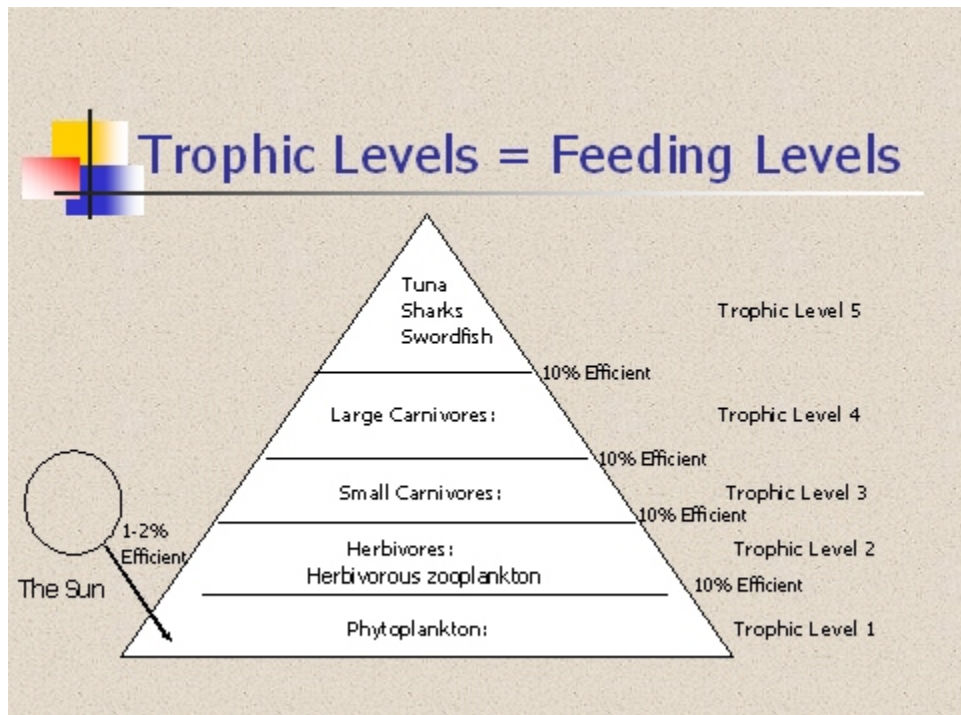 Trophic Levels = Feeding Levels
Tuna
Sharks
Swordfish
Trophic Level 5
10% Efficient
Large Carnivores:
Trophic Level 4
10% Efficient
Small Carnivores:
Trophic Level 3
10% Efficient
1-2%
Efficient
The Sun
Herbivores:
Herbivorous zooplankton
Trophic Level 2
10% Efficient
Phytoplankton:
Trophic Level 1